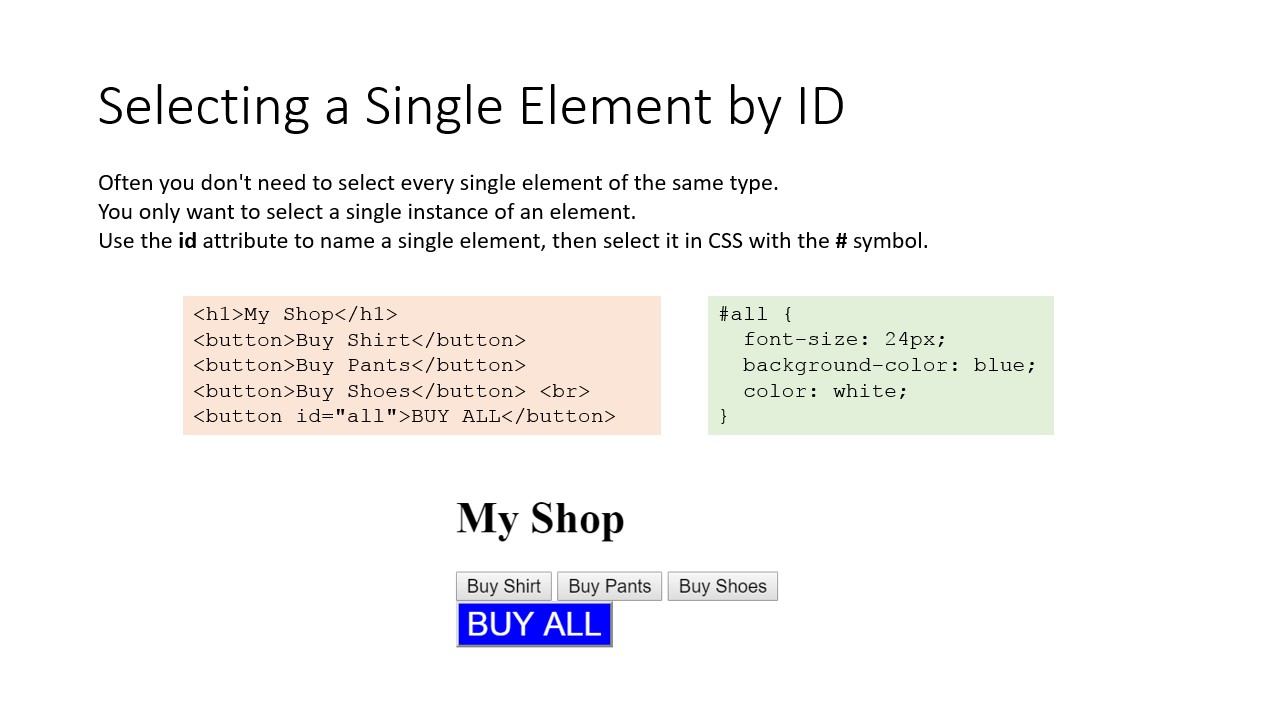 Selecting a Single Element by ID
Often you don't need to select every single element of the same type.
You only want to select a single instance of an element.
Use the id attribute to name a single element, then select it in CSS with the # symbol.
<h1>My Shop</h1>
<button>Buy Shirt</button>
<button>Buy Pants</button>
<button>Buy Shoes</button> <br>
<button id="all">BUY ALL</button>
#all {
  font-size: 24px;
  background-color: blue;
  color: white;
}
My Shop
Buy Shirt Buy Pants Buy Shoes
BUY ALL